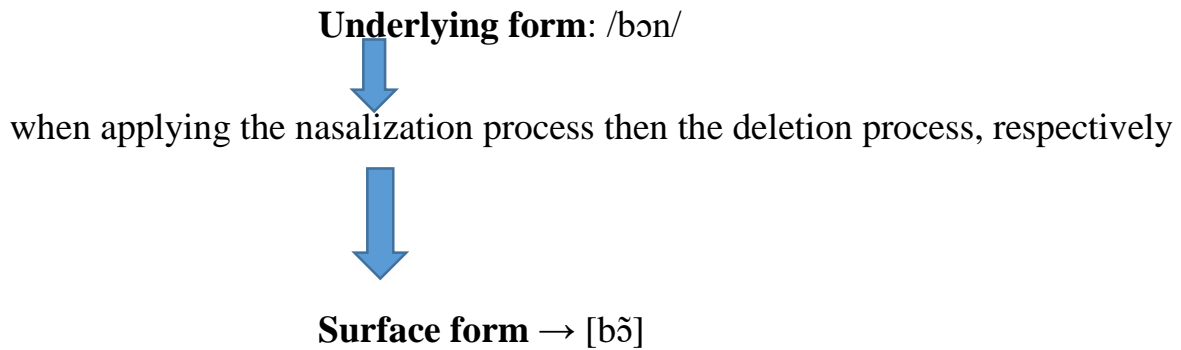 Underlying form: /bɔn/
when applying the nasalization process then the deletion process, respectively
Surface form → [bɔ̃]